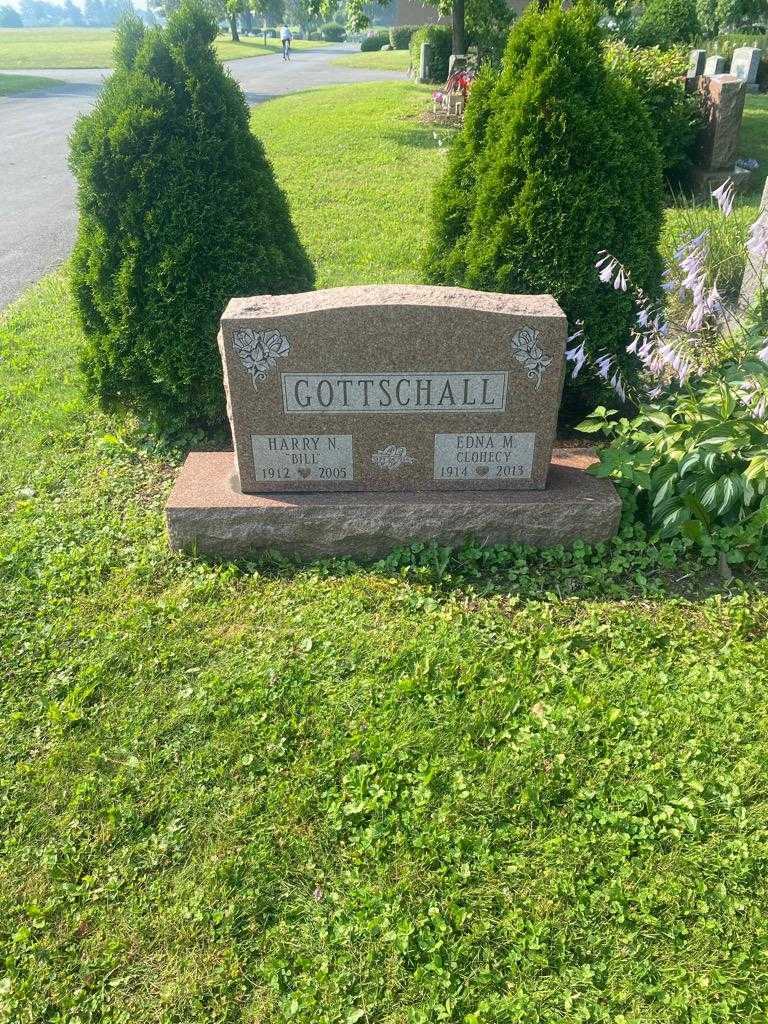 GOTTSCHALL
HARRY N.
"BILL"
1912 2005
EDNA M.
CLOHECY
1914 2013